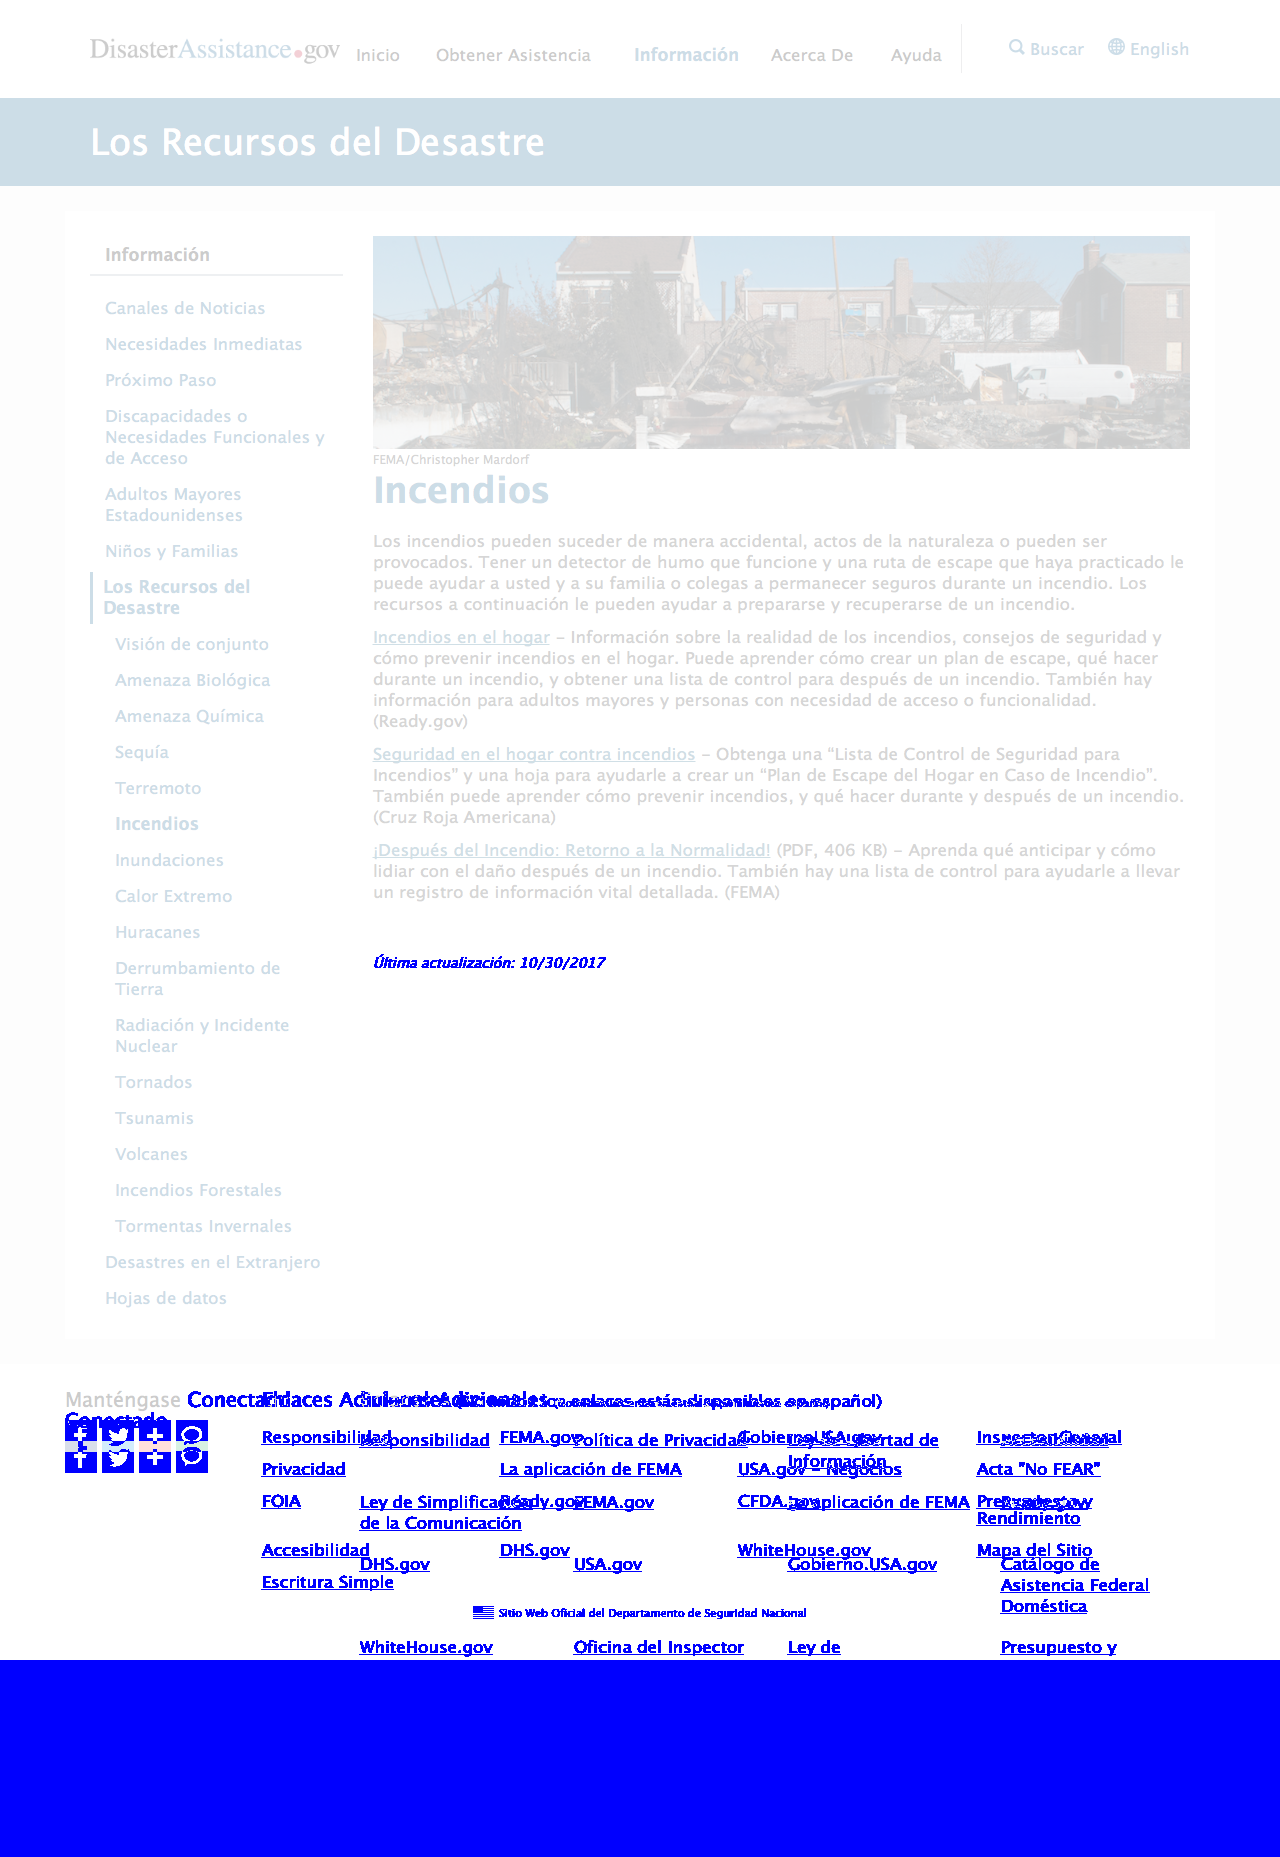 DisasterAssistance.gov
Inicio
Obtener Asistencia
Información
Acerca De
Ayuda
Buscar
English
Los Recursos del Desastre
Información
Canales de Noticias
Necesidades Inmediatas
Próximo Paso
Discapacidades o
Necesidades Funcionales y
de Acceso
Adultos Mayores
Estadounidenses
Niños y Familias
Los Recursos del
Desastre
Visión de conjunto
Amenaza Biológica
Amenaza Química
Sequía
Terremoto
Incendios
Inundaciones
Calor Extremo
Huracanes
Derrumbamiento de
Tierra
Radiación y Incidente
Nuclear
Tornados
Tsunamis
Volcanes
Incendios Forestales
Tormentas Invernales
Desastres en el Extranjero
Hojas de datos
FEMA/Christopher Mardorf
Incendios
Los incendios pueden suceder de manera accidental, actos de la naturaleza o pueden ser
provocados. Tener un detector de humo que funcione y una ruta de escape que haya practicado le
puede ayudar a usted y a su familia o colegas a permanecer seguros durante un incendio. Los
recursos a continuación le pueden ayudar a prepararse y recuperarse de un incendio.
Incendios en el hogar – Información sobre la realidad de los incendios, consejos de seguridad y
cómo prevenir incendios en el hogar. Puede aprender cómo crear un plan de escape, qué hacer
durante un incendio, y obtener una lista de control para después de un incendio. También hay
información para adultos mayores y personas con necesidad de acceso o funcionalidad.
(Ready.gov)
Seguridad en el hogar contra incendios – Obtenga una “Lista de Control de Seguridad para
Incendios” y una hoja para ayudarle a crear un “Plan de Escape del Hogar en Caso de Incendio”.
También puede aprender cómo prevenir incendios, y qué hacer durante y después de un incendio.
(Cruz Roja Americana)
¡Después del Incendio: Retorno a la Normalidad! (PDF, 406 KB) – Aprenda qué anticipar y cómo
lidiar con el daño después de un incendio. También hay una lista de control para ayudarle a llevar
un registro de información vital detallada. (FEMA)
Última actualización: 10/30/2017
Manténgase
Conectado
enlaces están disponibles en español)
Responsibilidad
Responsibilidad
FEMA.gov
Política de Privacidad
Gobierno.USA.gov
Libertad de
Información
Inspector General
Privacidad
La aplicación de FEMA
USA.gov – Negocios
Acta "No FEAR"
FOIA
Ley de Simplificación
de la Comunicación
Ready.gov
FEMA.gov
CFDA.gov
La aplicación de FEMA
Rendimiento
Accesibilidad
DHS.gov
DHS.gov
USA.gov
WhiteHouse.gov
Gobierno.USA.gov
Mapa del Sitio
Catálogo de
Asistencia Federal
Doméstica
Escritura Simple
Sitio Web Oficial del Departamento de Seguridad Nacional
WhiteHouse.gov
Oficina del Inspector
Ley de
Presupuesto y